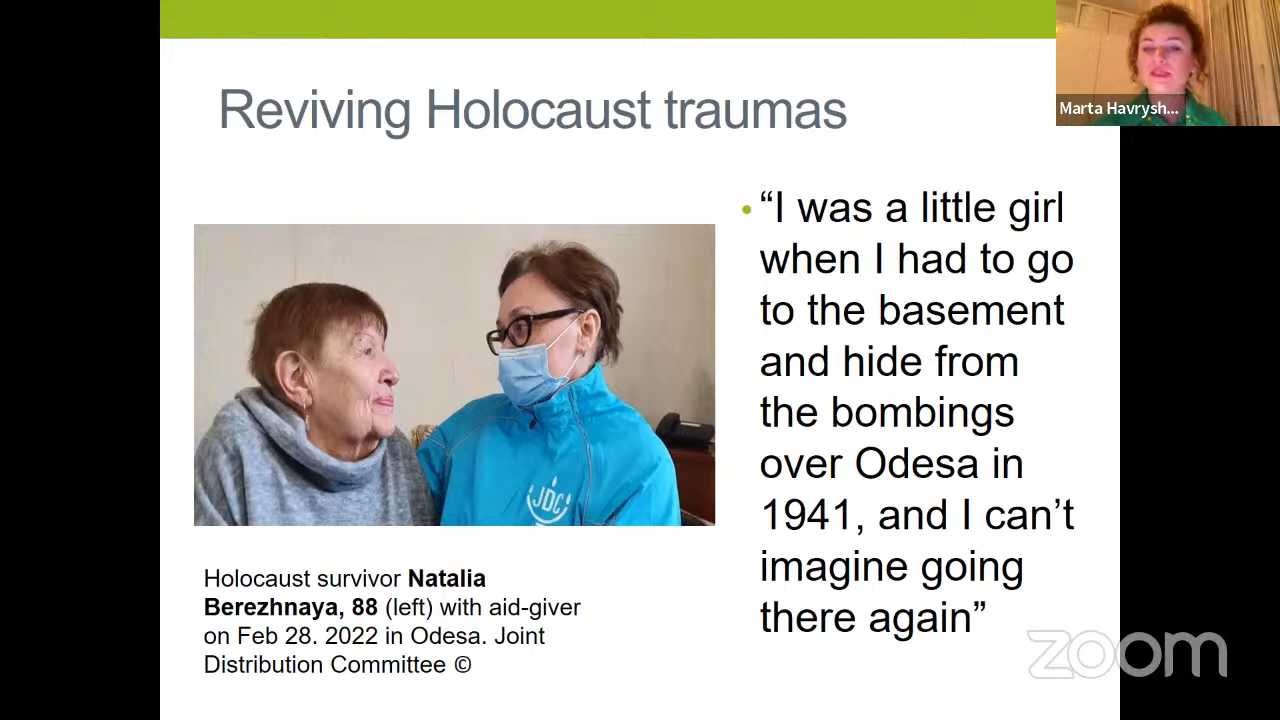 Reviving Holocaust traumas
Marta Havrysh...
• “I was a little girl
when I had to go
to the basement
and hide from
the bombings
over Odesa in
1941, and I can’t
imagine going
there again”
JDC
Holocaust survivor Natalia
Berezhnaya, 88 (left) with aid-giver
on Feb 28. 2022 in Odesa. Joint
Distribution Committee ©
zoom